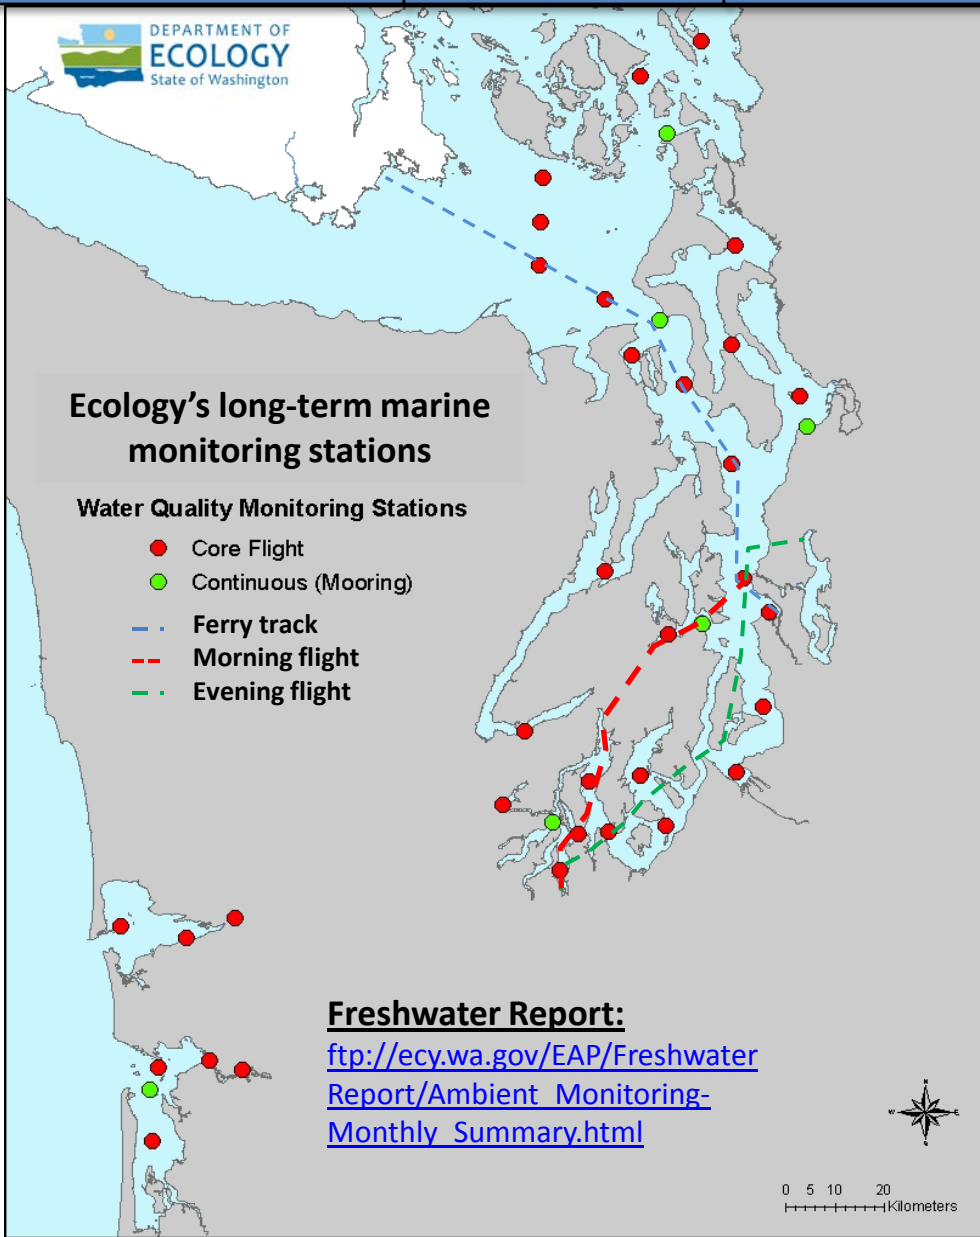 DEPARTMENT OF
ECOLOGY
State of Washington
Ecology's long-term marine
monitoring stations
Water Quality Monitoring Stations
Core Flight
Continuous (Mooring)
Ferry track
Morning flight
Evening flight
Freshwater Report:
ftp://ecy.wa.gov/EAP/Freshwater
Report/Ambient_Monitoring-
Monthly_Summary.html
N
W E
S
0 5 10 20
Kilometers